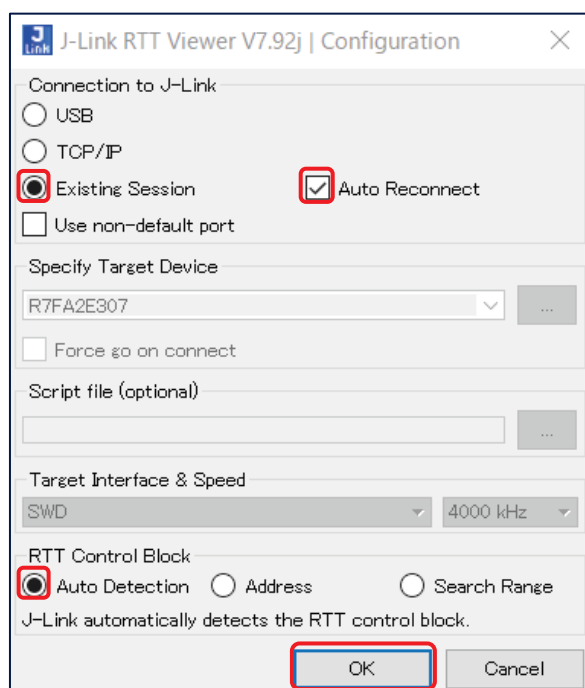 J-Link RTT Viewer V7.92j | Configuration
Connection to J-Link
USB
TCP/IP
Existing Session Auto Reconnect
Use non-default port
Specify Target Device
R7FA2E307 ...
Force go on connect
Script file (optional)
...
Target Interface & Speed
SWD 4000 kHz
RTT Control Block
Auto Detection Address Search Range
J-Link automatically detects the RTT control block.
OK Cancel